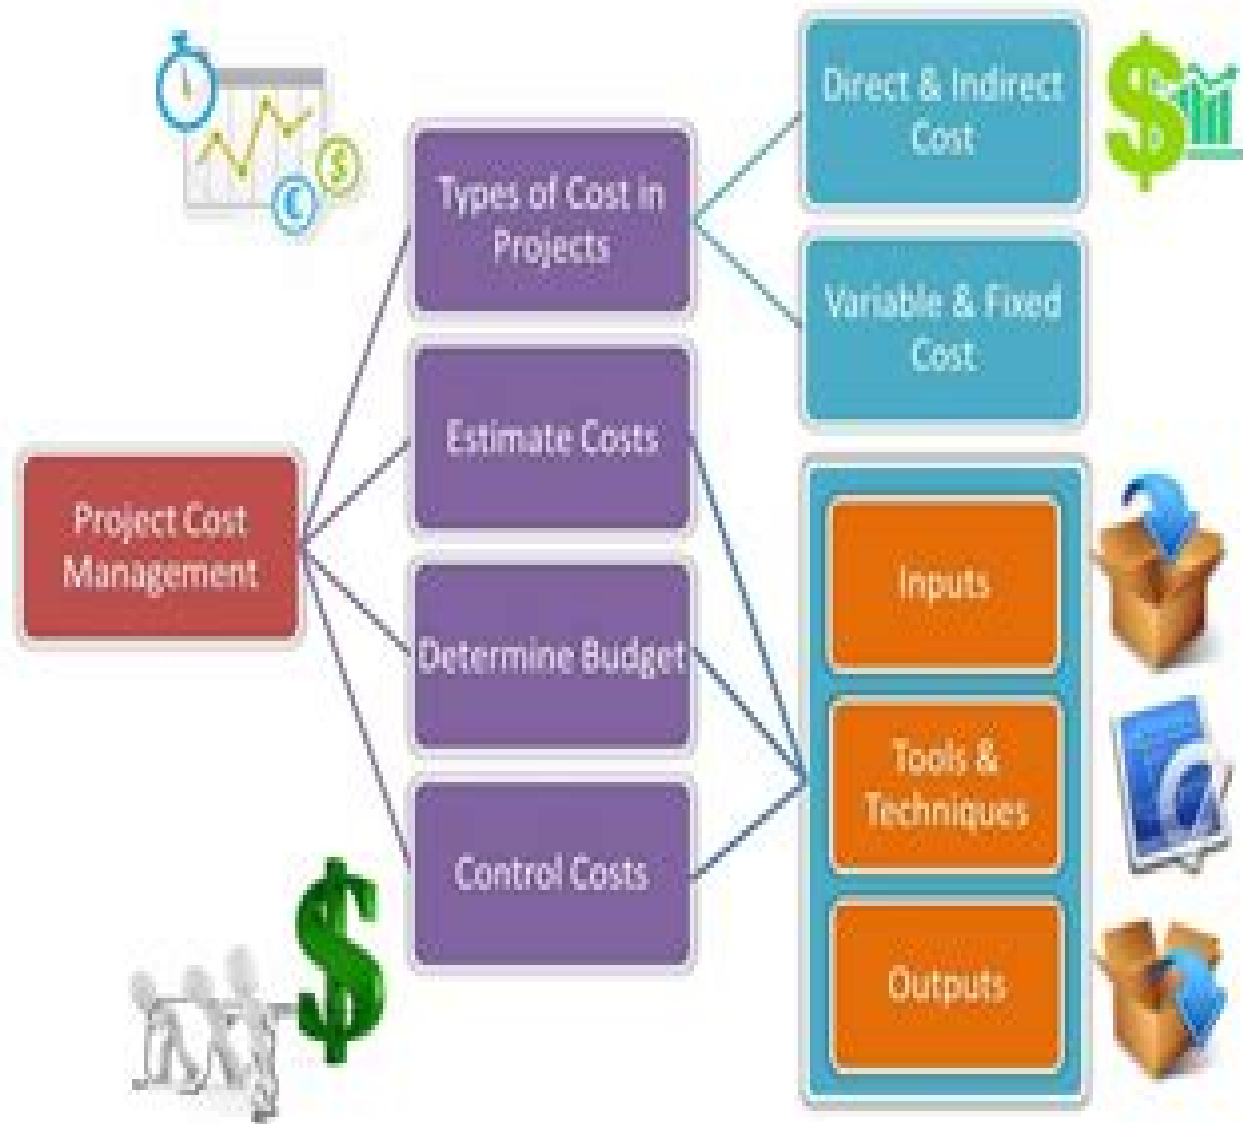 Direct & Indirect
Cost
Types of Cost in
Projects
Variable & Fixed
Cost
Estimate Costs
Project Cost
Management
Inputs
Determine Budget
Tools &
Techniques
Control Costs
Outputs